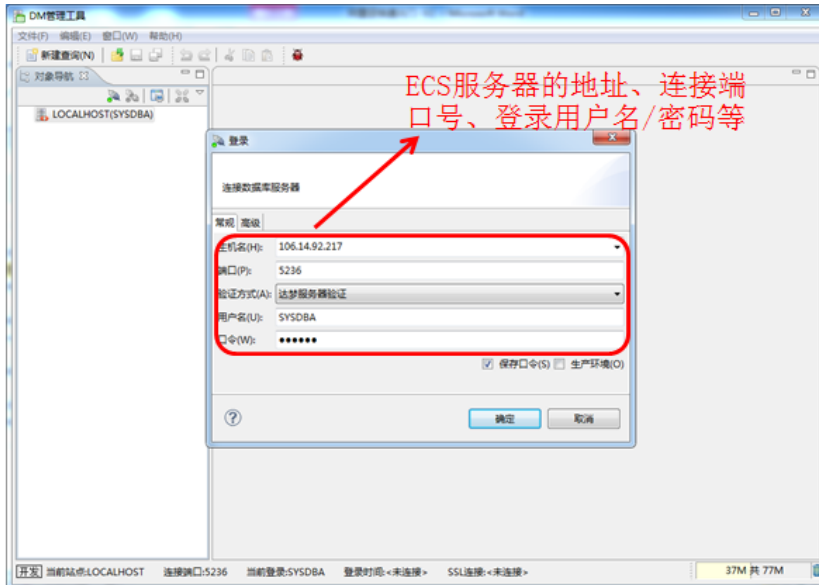 DM管理工具
文件(F) 编辑(E) 窗口(W) 帮助(H)
新建查询(N)
对象导航
LOCALHOST(SYSDBA)
ECS服务器的地址、连接端
口号、登录用户名/密码等
登录
连接数据库服务器
常规 高级
主机名(H): 106.14.92.217
端口(P): 5236
验证方式(A): 达梦服务器验证
用户名(U): SYSDBA
口令(W): ●●●●●●
保存口令(S) 生产环境(O)
确定 取消
开发 当前站点:LOCALHOST 连接端口:5236 当前登录:SYSDBA 登录时间:<未连接> SSL连接:<未连接> 37M 共 77M